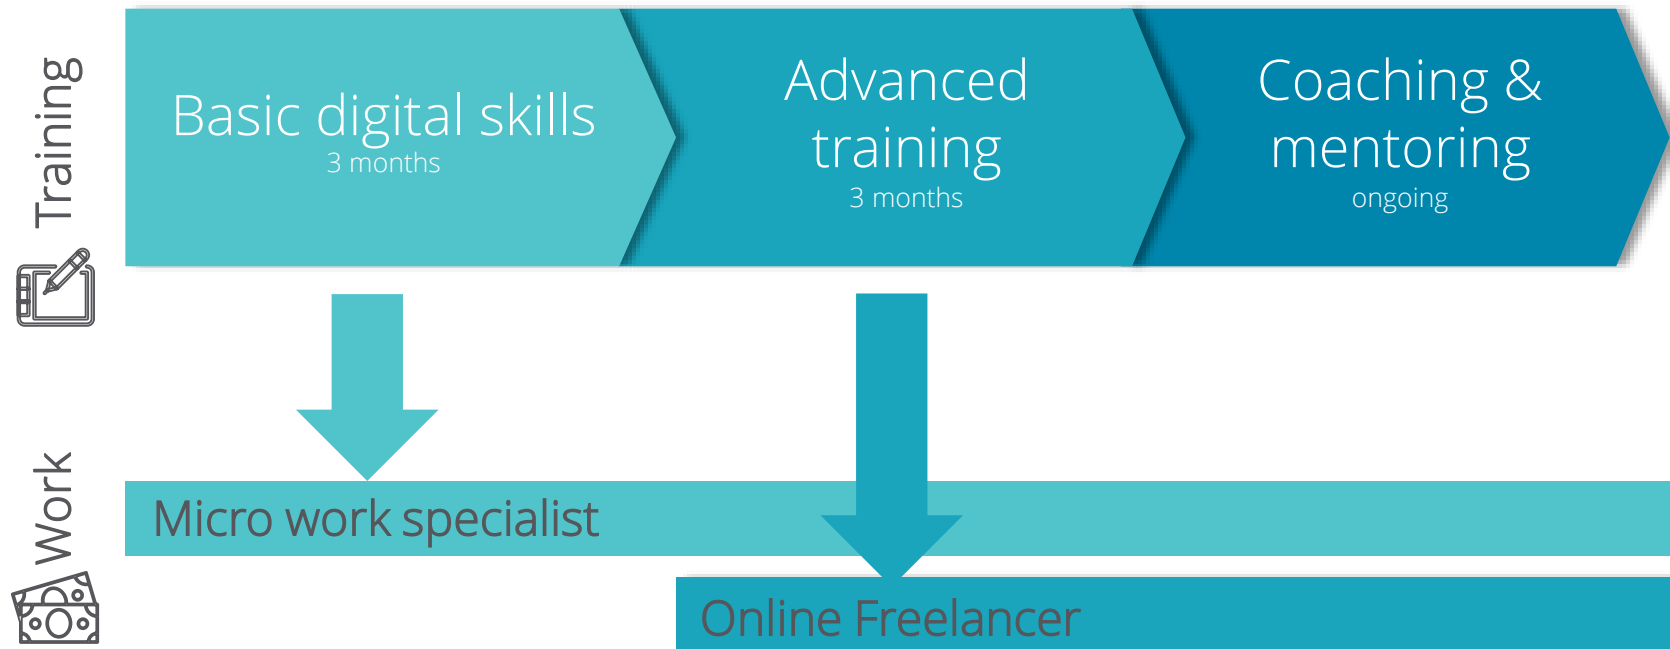 Training
Basic digital skills
3 months
Advanced
training
3 months
Coaching &
mentoring
ongoing
Work
Micro work specialist
Online Freelancer